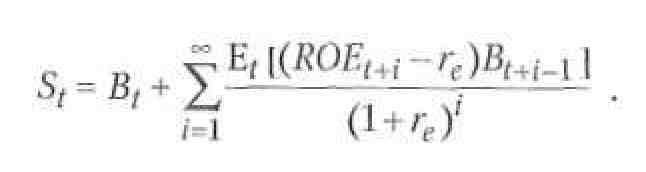 S_t = B_t + \sum_{i=1}^{\infty} \frac{E_t [(ROE_{t+i} - r_e) B_{t+i-1}]}{(1 + r_e)^i} .